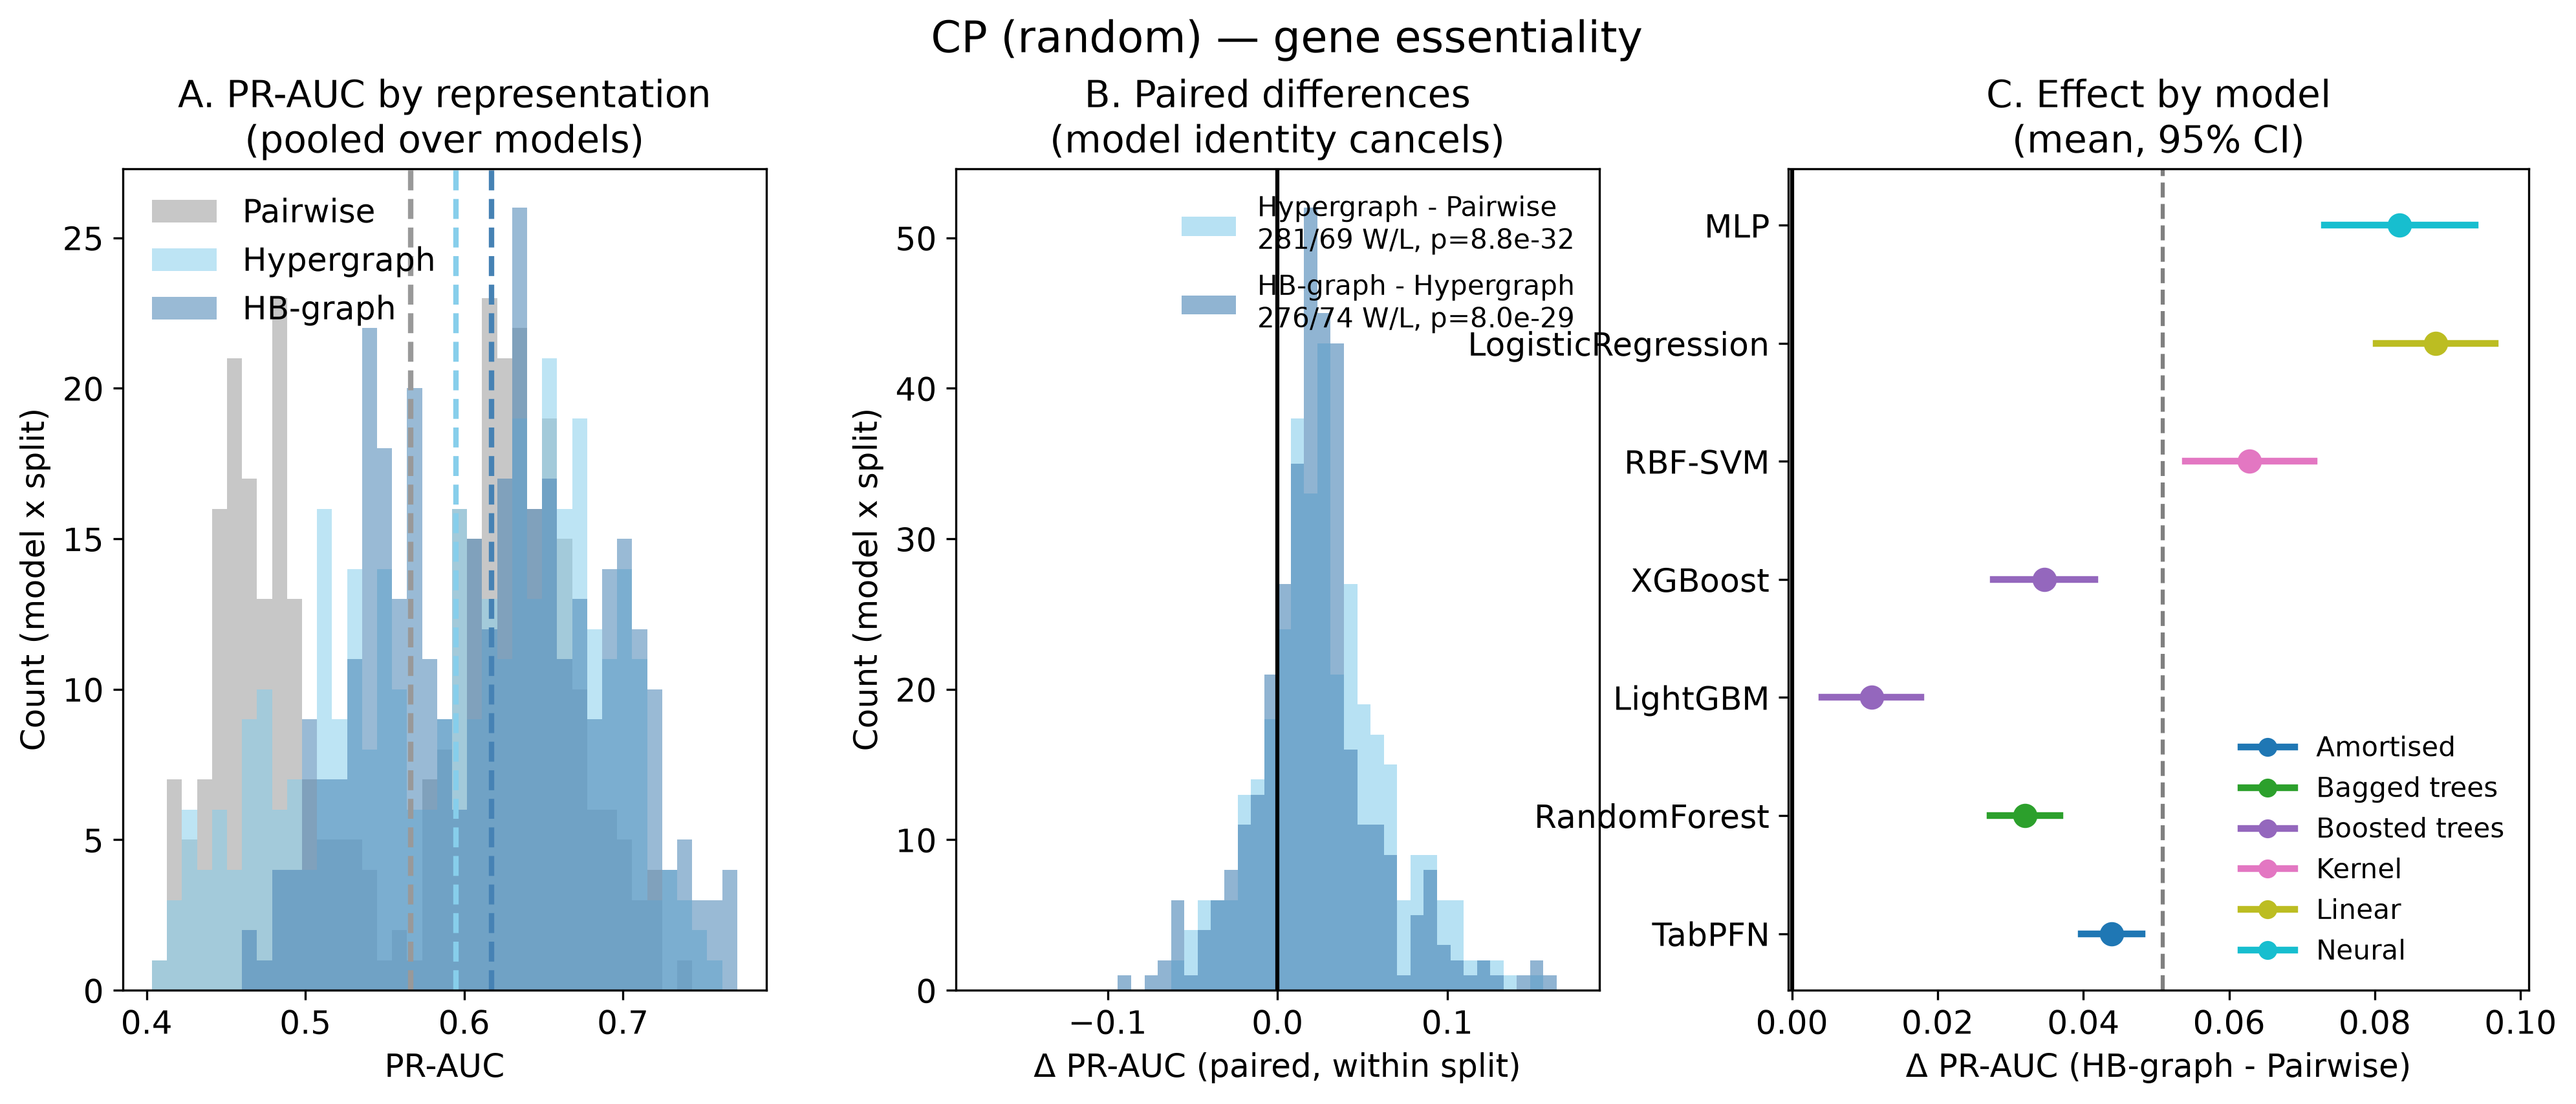 CP (random) — gene essentiality
A. PR-AUC by representation
(pooled over models)
Pairwise
Hypergraph
HB-graph
25
20
15
10
5
0
Count (model x split)
0.4
0.5
0.6
0.7
PR-AUC
B. Paired differences
(model identity cancels)
Hypergraph - Pairwise
281/69 W/L, p=8.8e-32
HB-graph - Hypergraph
276/74 W/L, p=8.0e-29
50
40
30
20
10
0
Count (model x split)
−0.1
0.0
0.1
Δ PR-AUC (paired, within split)
C. Effect by model
(mean, 95% CI)
MLP
LogisticRegression
RBF-SVM
XGBoost
LightGBM
RandomForest
TabPFN
Amortised
Bagged trees
Boosted trees
Kernel
Linear
Neural
0.00
0.02
0.04
0.06
0.08
0.10
Δ PR-AUC (HB-graph - Pairwise)